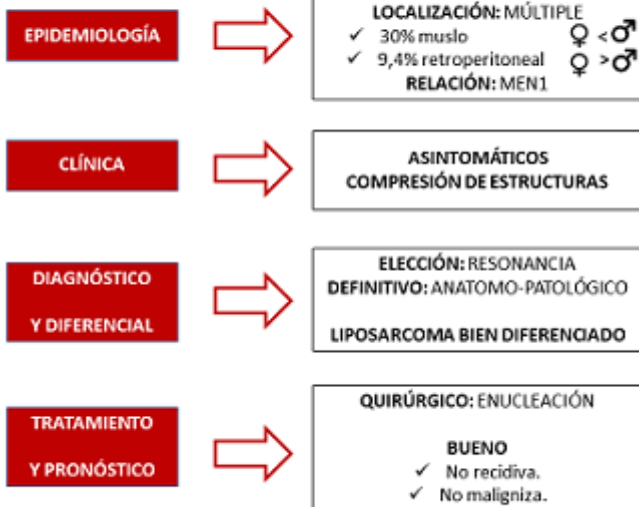 EPIDEMIOLOGÍA
LOCALIZACIÓN: MÚLTIPLE
✓ 30% muslo ♀ < ♂
✓ 9,4% retroperitoneal ♀ > ♂
RELACIÓN: MEN1
CLÍNICA
ASINTOMÁTICOS
COMPRESIÓN DE ESTRUCTURAS
DIAGNÓSTICO
Y DIFERENCIAL
ELECCIÓN: RESONANCIA
DEFINITIVO: ANATOMO-PATOLÓGICO
LIPOSARCOMA BIEN DIFERENCIADO
TRATAMIENTO
Y PRONÓSTICO
QUIRÚRGICO: ENUCLEACIÓN
BUENO
✓ No recidiva.
✓ No maligniza.